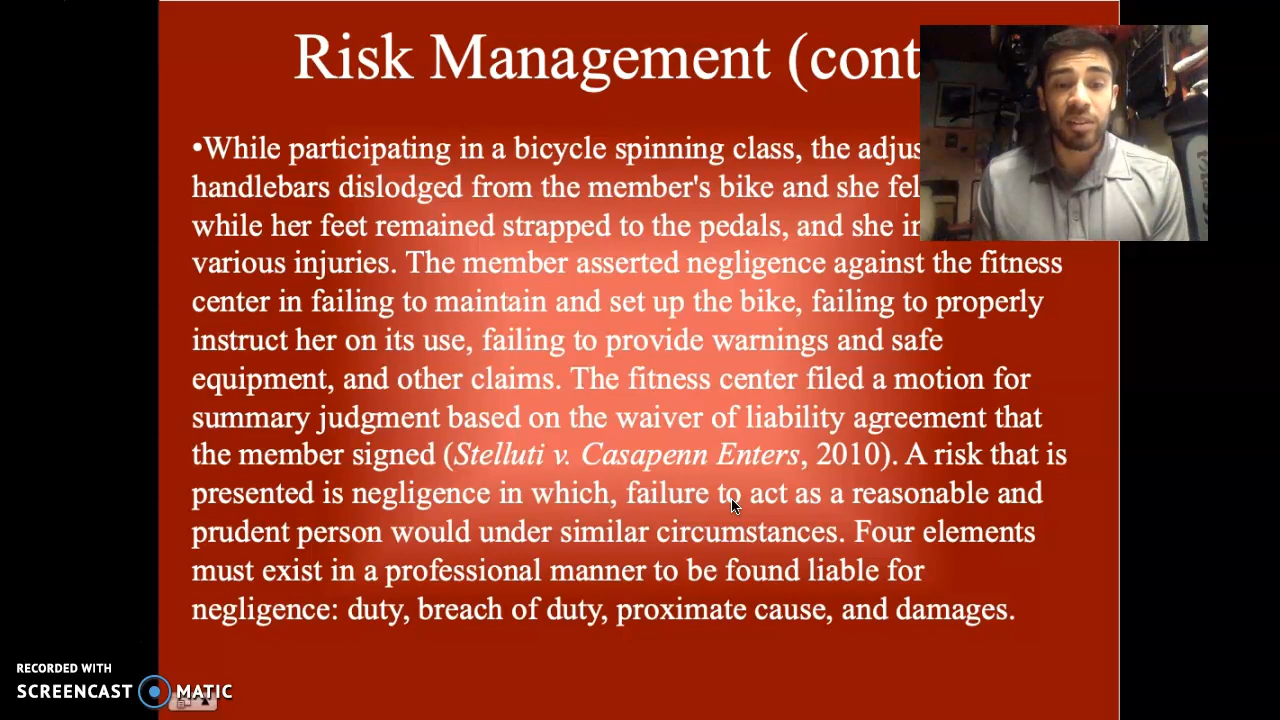 Risk Management (cont
•While participating in a bicycle spinning class, the adjus
handlebars dislodged from the member's bike and she fel
while her feet remained strapped to the pedals, and she in
various injuries. The member asserted negligence against the fitness
center in failing to maintain and set up the bike, failing to properly
instruct her on its use, failing to provide warnings and safe
equipment, and other claims. The fitness center filed a motion for
summary judgment based on the waiver of liability agreement that
the member signed (Stelluti v. Casapenn Enters, 2010). A risk that is
presented is negligence in which, failure to act as a reasonable and
prudent person would under similar circumstances. Four elements
must exist in a professional manner to be found liable for
negligence: duty, breach of duty, proximate cause, and damages.
RECORDED WITH
SCREENCAST MATIC